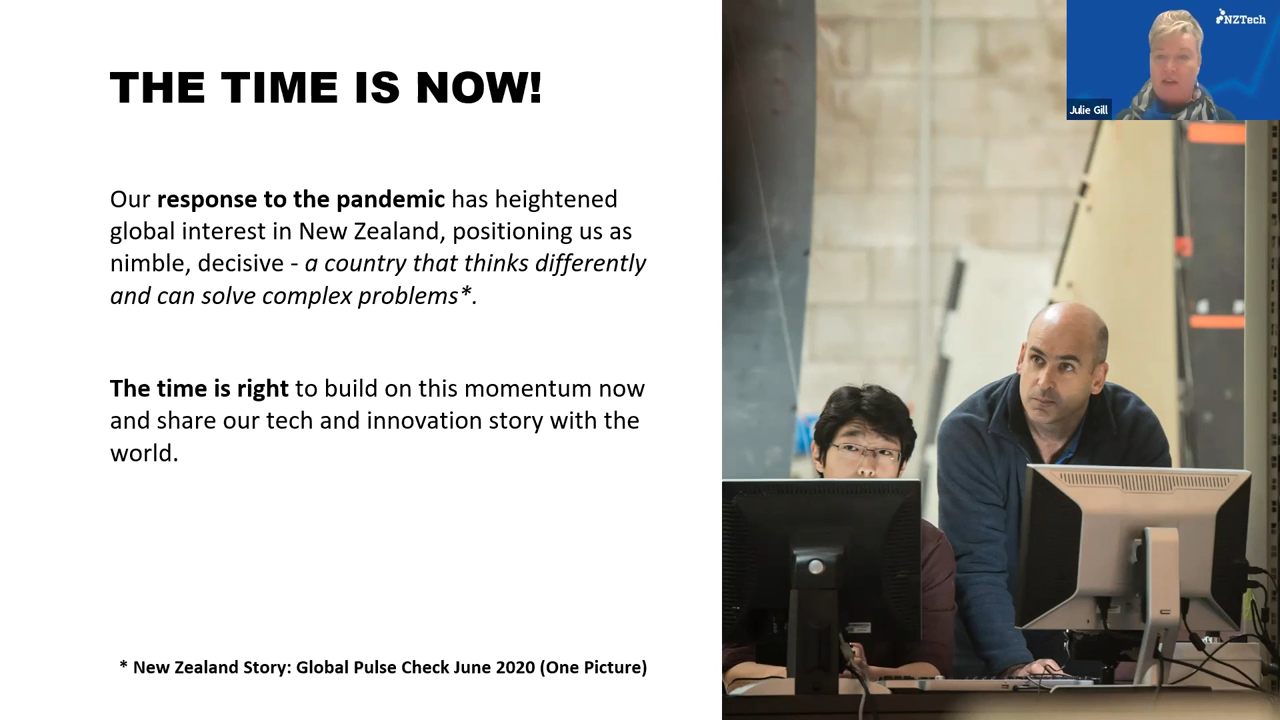 THE TIME IS NOW!
Our response to the pandemic has heightened
global interest in New Zealand, positioning us as
nimble, decisive - a country that thinks differently
and can solve complex problems*.
The time is right to build on this momentum now
and share our tech and innovation story with the
world.
* New Zealand Story: Global Pulse Check June 2020 (One Picture)
NZTech
Julie Gill